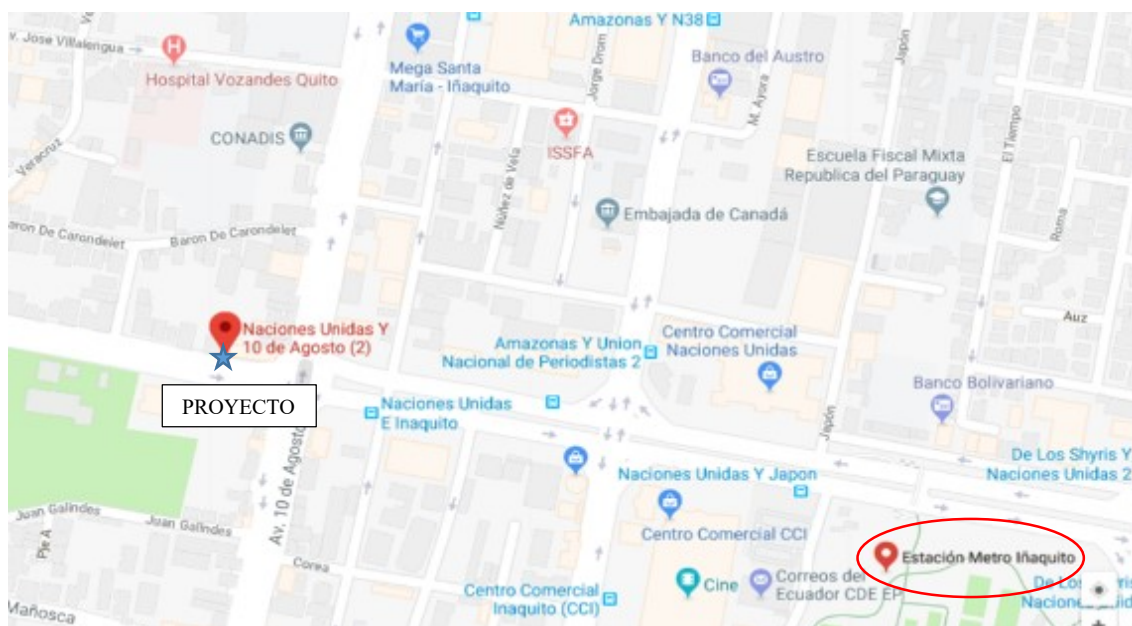 Amazonas Y N38
v. Jose Villalengua
Hospital Vozandes Quito
Mega Santa
María - Iñaquito
Jorge Drom
Banco del Austro
Japón
M. Ayora
CONADIS
ISSFA
Veracruz
Núñez de Vela
Escuela Fiscal Mixta
Republica del Paraguay
El Tiempo
Embajada de Canadá
Roma
aron De Carondelet
Baron De Carondelet
Naciones Unidas Y
10 de Agosto (2)
Amazonas Y Union
Nacional de Periodistas 2
Centro Comercial
Naciones Unidas
Auz
Banco Bolivariano
PROYECTO
Naciones Unidas
E Inaquito
Japón
De Los Shyris Y
Naciones Unidas 2
Naciones Unidas Y Japon
Av. 10 de Agosto
Juan Galindes
Juan Galindes
Pje A
Centro Comercial CCI
Estación Metro Iñaquito
Corea
Cine
Correos del
Ecuador CDE EP
Centro Comercial
Inaquito (CCI)
Mañosca